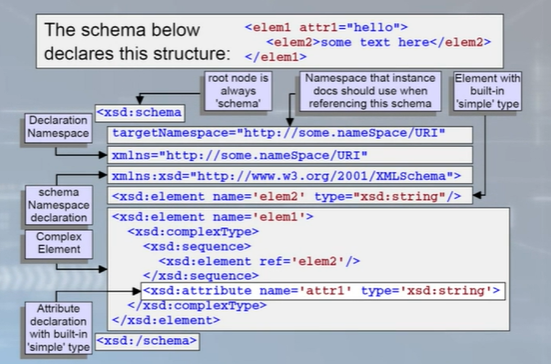 The schema below
declares this structure:
<elem1 attr1="hello">
<elem2>some text here</elem2>
</elem1>
root node is
always
'schema'
Namespace that instance
docs should use when
referencing this schema
Element with
built-in
'simple' type
<xsd:schema
Declaration
Namespace
targetNamespace="http://some.nameSpace/URI"
xmlns="http://some.nameSpace/URI"
xmlns:xsd="http://www.w3.org/2001/XMLSchema">
schema
Namespace
declaration
<xsd:element name='elem2' type="xsd:string"/>
<xsd:element name='elem1'>
Complex
Element
<xsd:complexType>
<xsd:sequence>
<xsd:element ref='elem2'/>
</xsd:sequence>
<xsd:attribute name='attr1' type='xsd:string'>
Attribute
declaration
with built-in
'simple' type
</xsd:complexType>
</xsd:element>
<xsd:/schema>